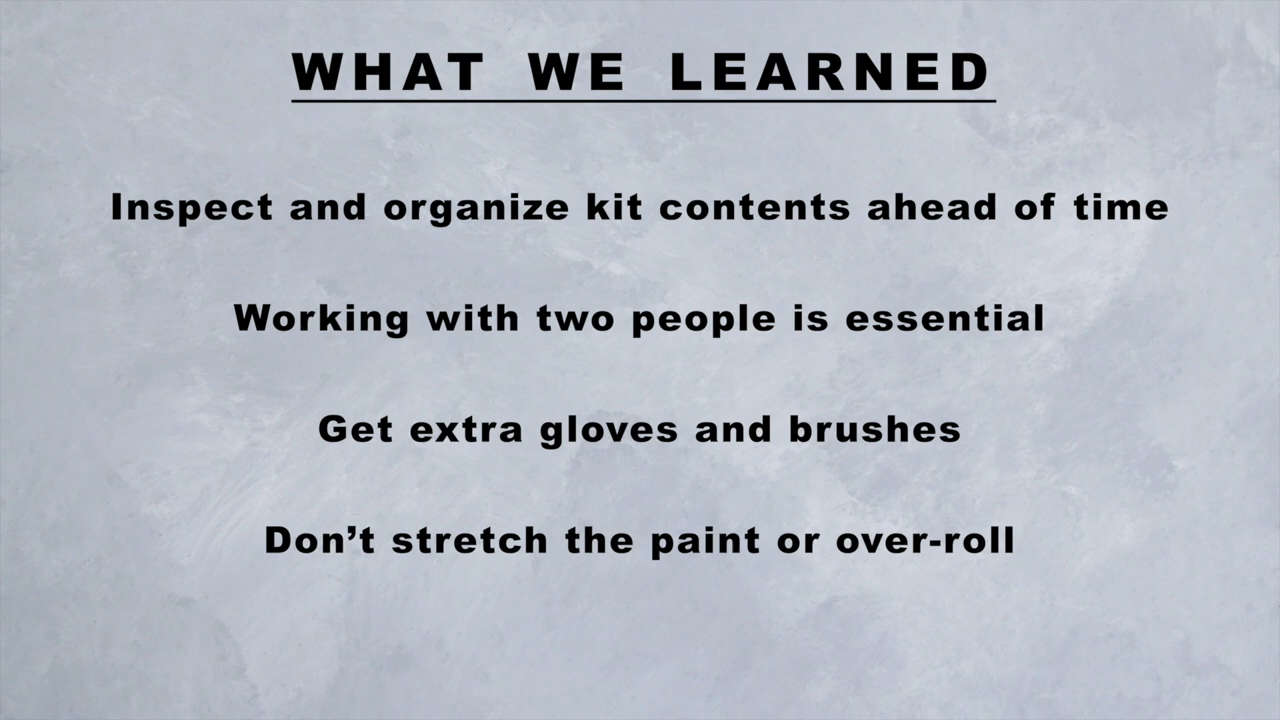 WHAT WE LEARNED
Inspect and organize kit contents ahead of time
Working with two people is essential
Get extra gloves and brushes
Don’t stretch the paint or over-roll